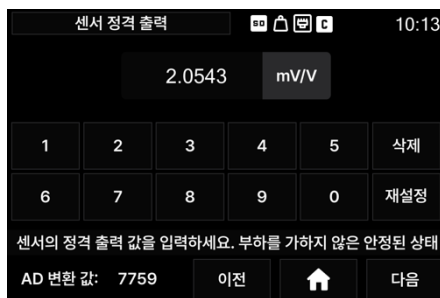 센서 정격 출력 SD C 10:13
2.0543 mV/V
1 2 3 4 5 삭제
6 7 8 9 0 재설정
센서의 정격 출력 값을 입력하세요. 부하를 가하지 않은 안정된 상태
AD 변환 값: 7759 이전 다음